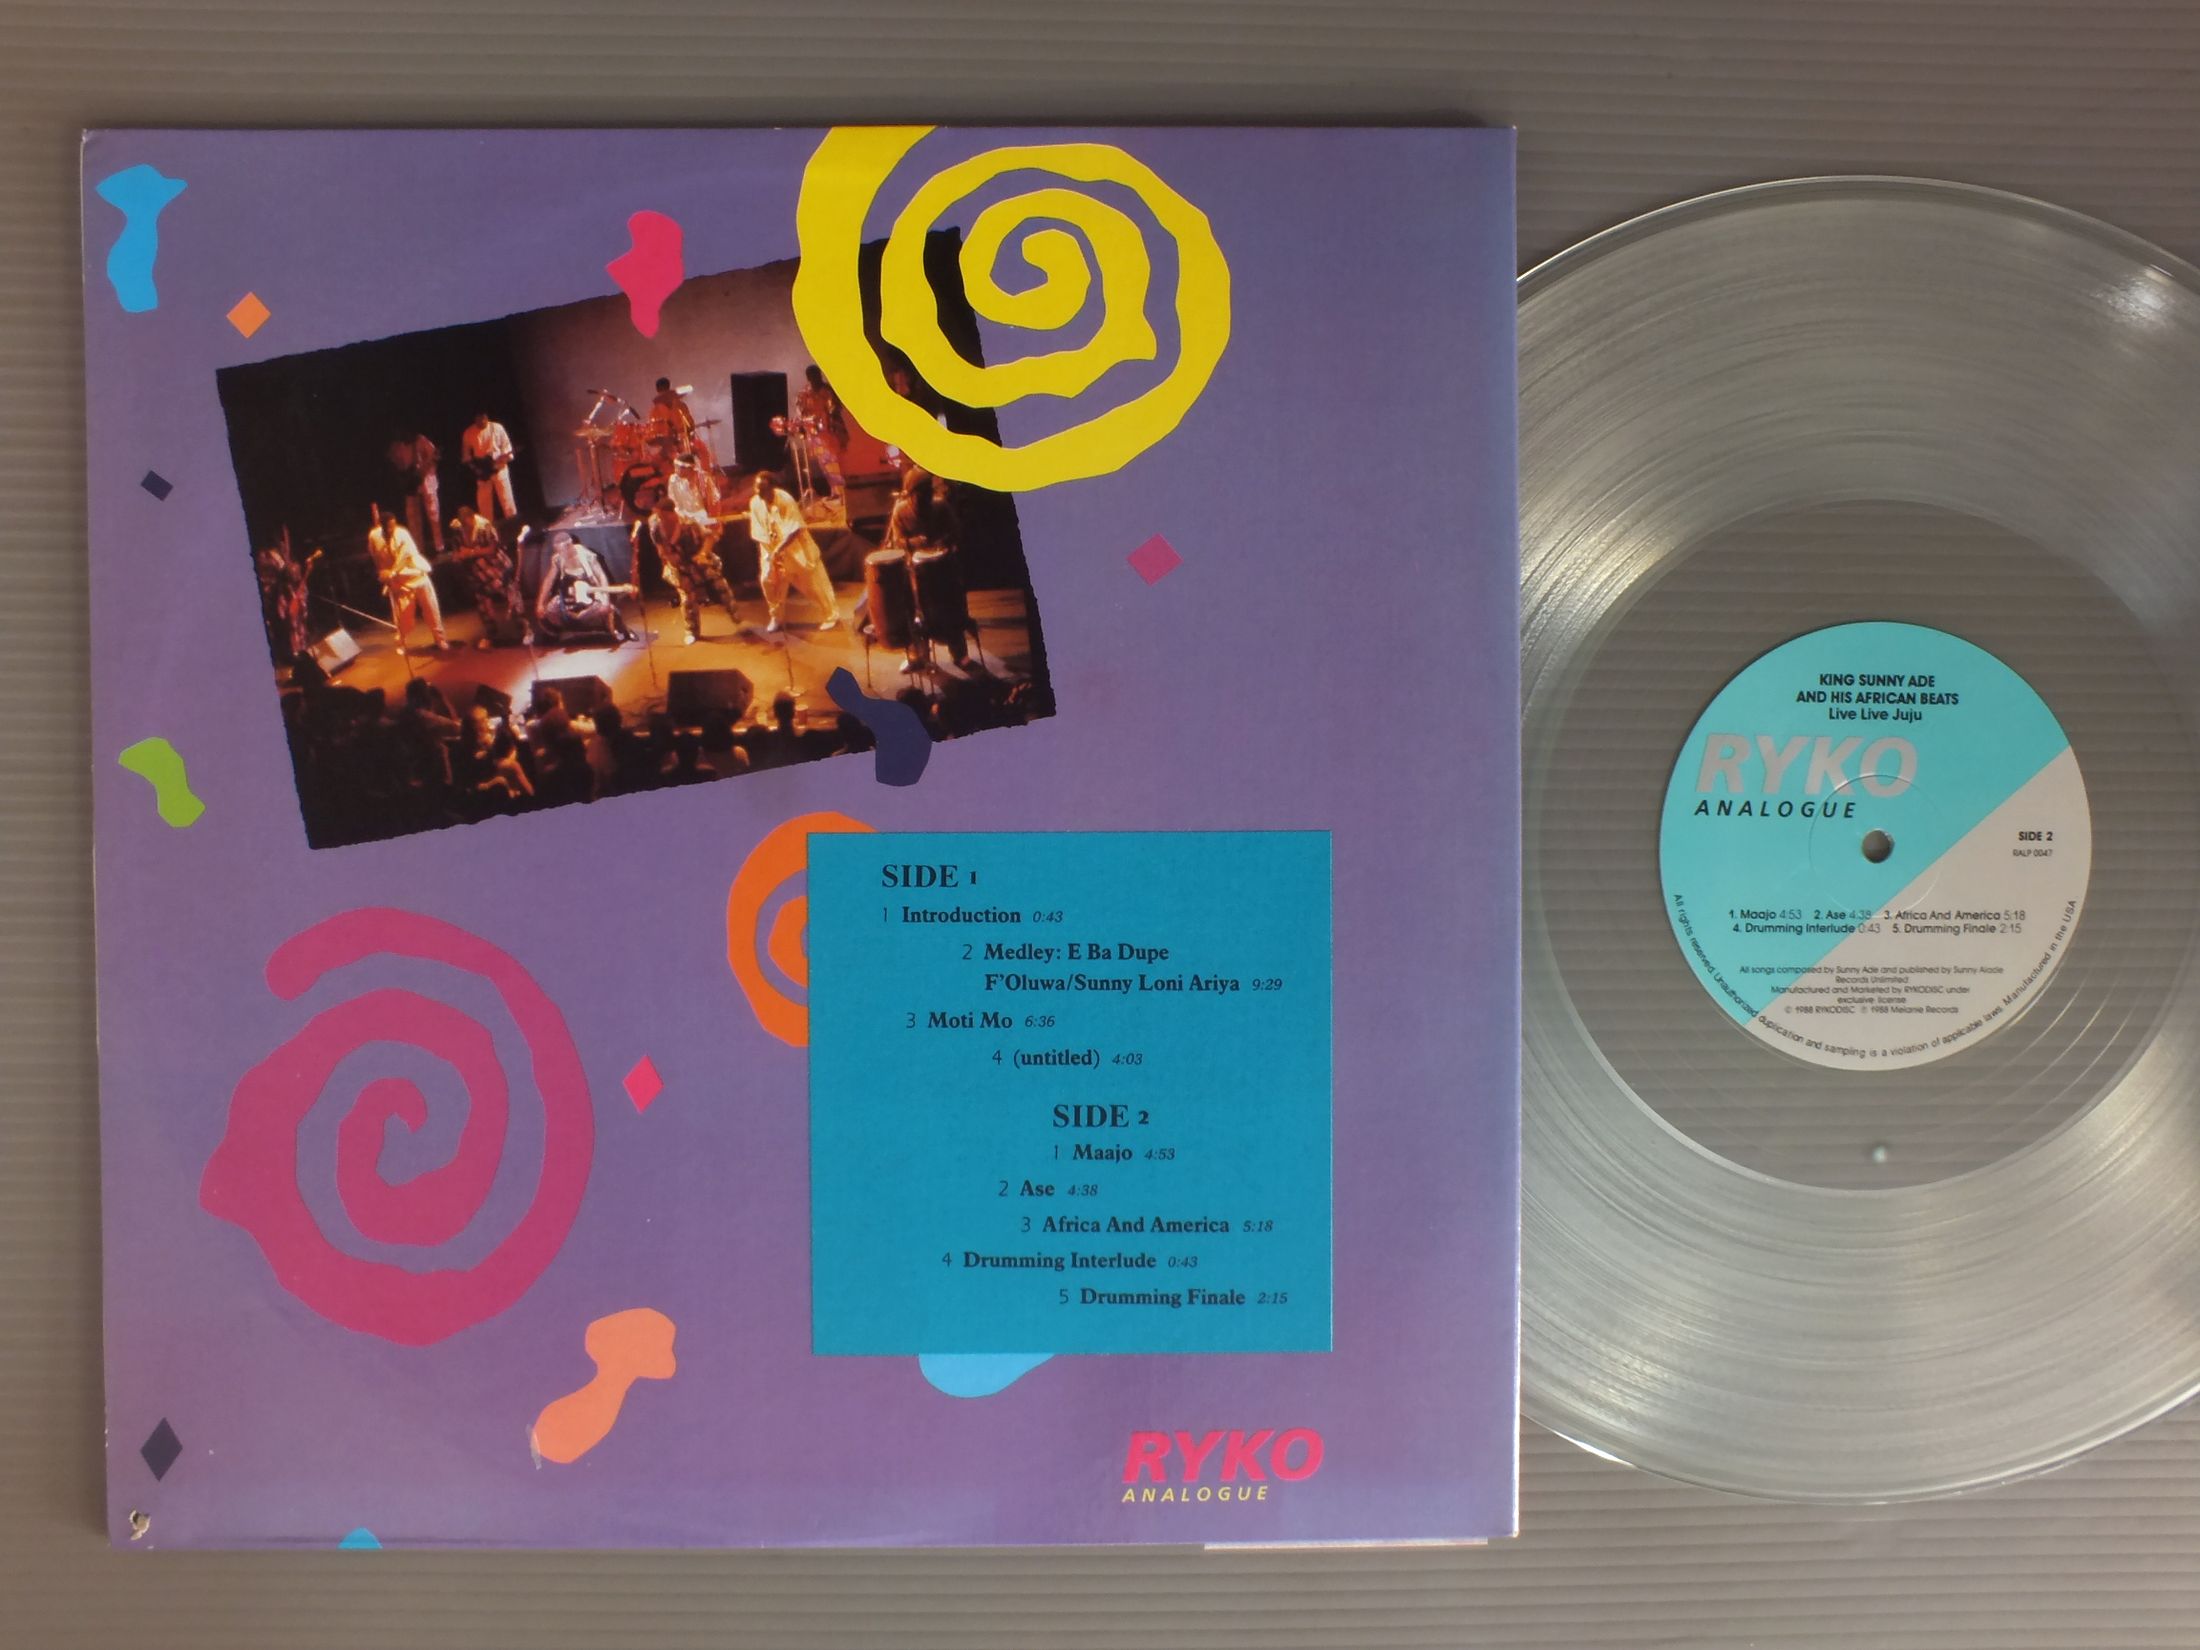 SIDE 1
1 Introduction 0:43
2 Medley: E Ba Dupe
F'Oluwa/Sunny Loni Ariya 9:29
3 Moti Mo 6:36
4 (untitled) 4:03
SIDE 2
1 Maajo 4:53
2 Ase 4:38
3 Africa And America 5:18
4 Drumming Interlude 0:43
5 Drumming Finale 2:15
RYKO
ANALOGUE
KING SUNNY ADE
AND HIS AFRICAN BEATS
Live Live Juju
RYKO
ANALOGUE
SIDE 2
RALP 0047
1. Maajo 4:53 2. Ase 4:38 3. Africa And America 5:18
4. Drumming Interlude 0:43 5. Drumming Finale 2:15
All songs composed by Sunny Ade and published by Sunny Alade
Records Unlimited
Manufactured and Marketed by RYKODISC under
exclusive license
© 1988 RYKODISC ℗ 1988 Melanie Records
All rights reserved. Unauthorized duplication and sampling is a violation of applicable laws. Manufactured in the USA